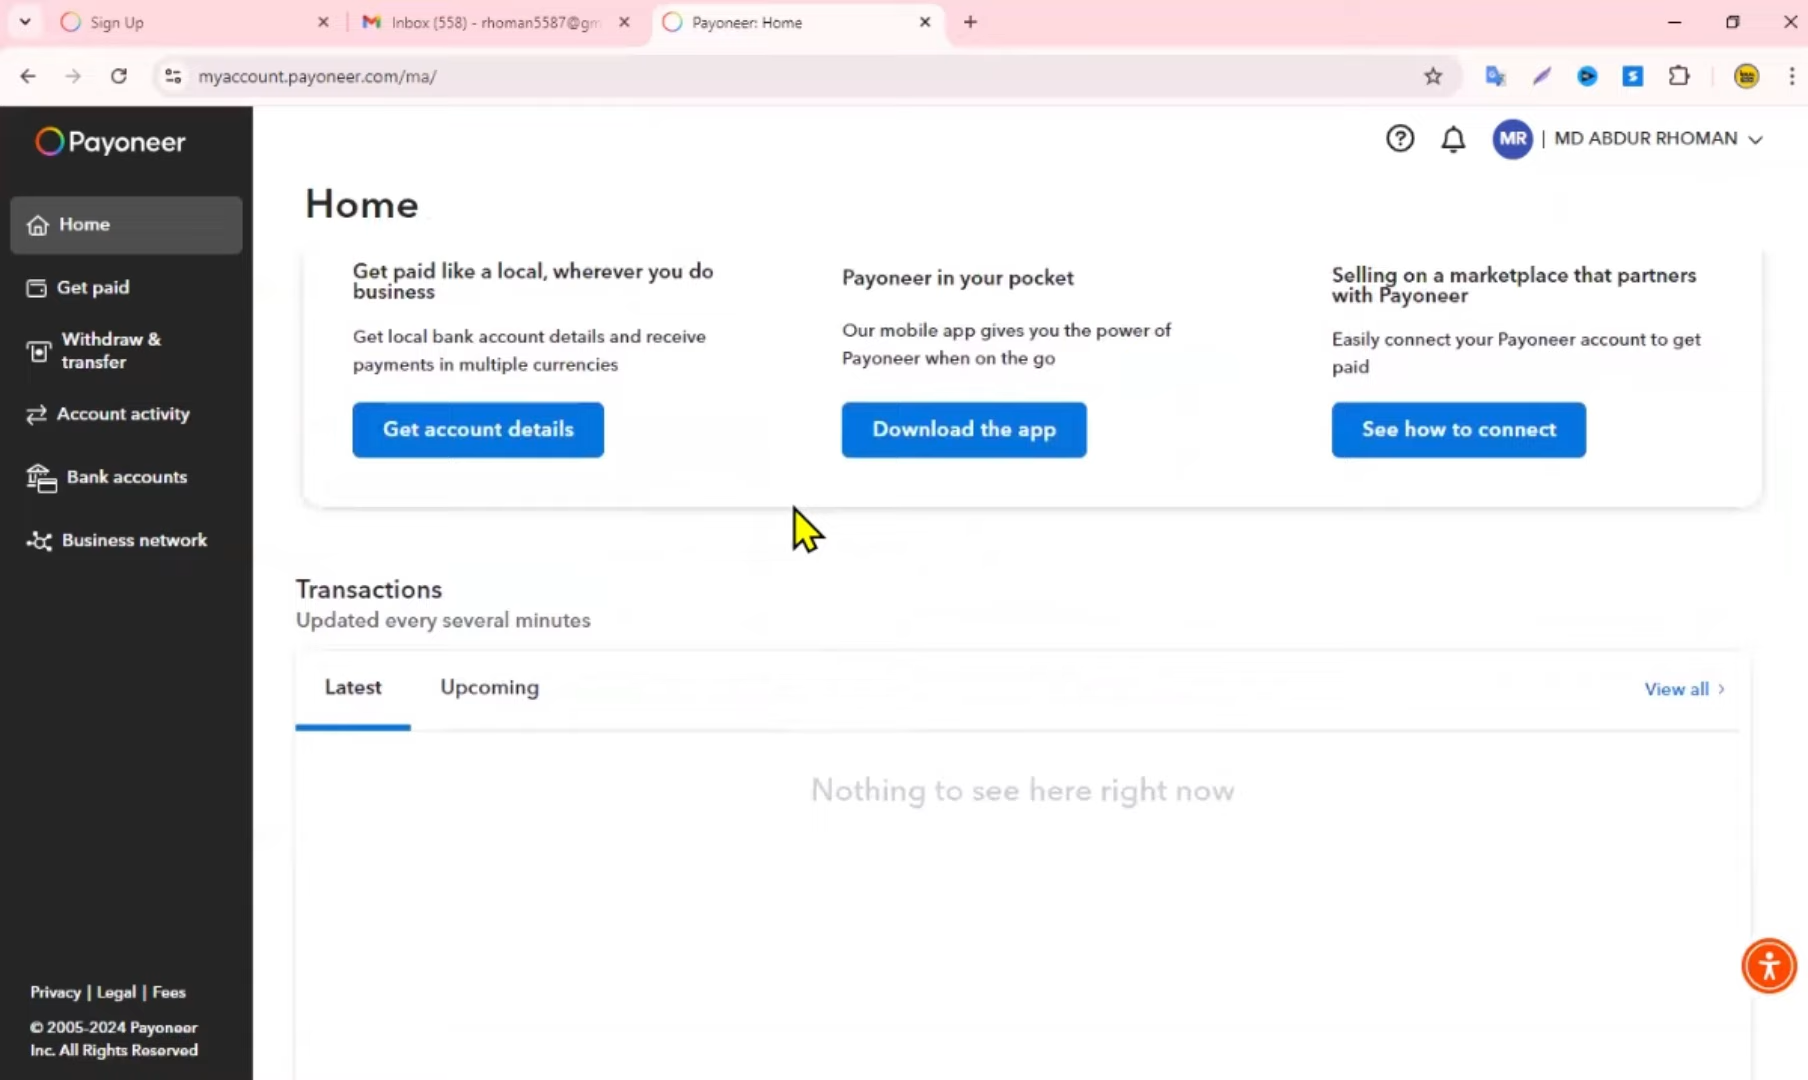 Sign Up
Inbox (558) - rhoman5587@gm
Payoneer: Home
myaccount.payoneer.com/ma/
Payoneer
MR | MD ABDUR RHOMAN
Home
Get paid
Withdraw &
transfer
Account activity
Bank accounts
Business network
Privacy | Legal | Fees
© 2005-2024 Payoneer
Inc. All Rights Reserved
Home
Get paid like a local, wherever you do
business
Get local bank account details and receive
payments in multiple currencies
Get account details
Payoneer in your pocket
Our mobile app gives you the power of
Payoneer when on the go
Download the app
Selling on a marketplace that partners
with Payoneer
Easily connect your Payoneer account to get
paid
See how to connect
Transactions
Updated every several minutes
Latest
Upcoming
View all
Nothing to see here right now